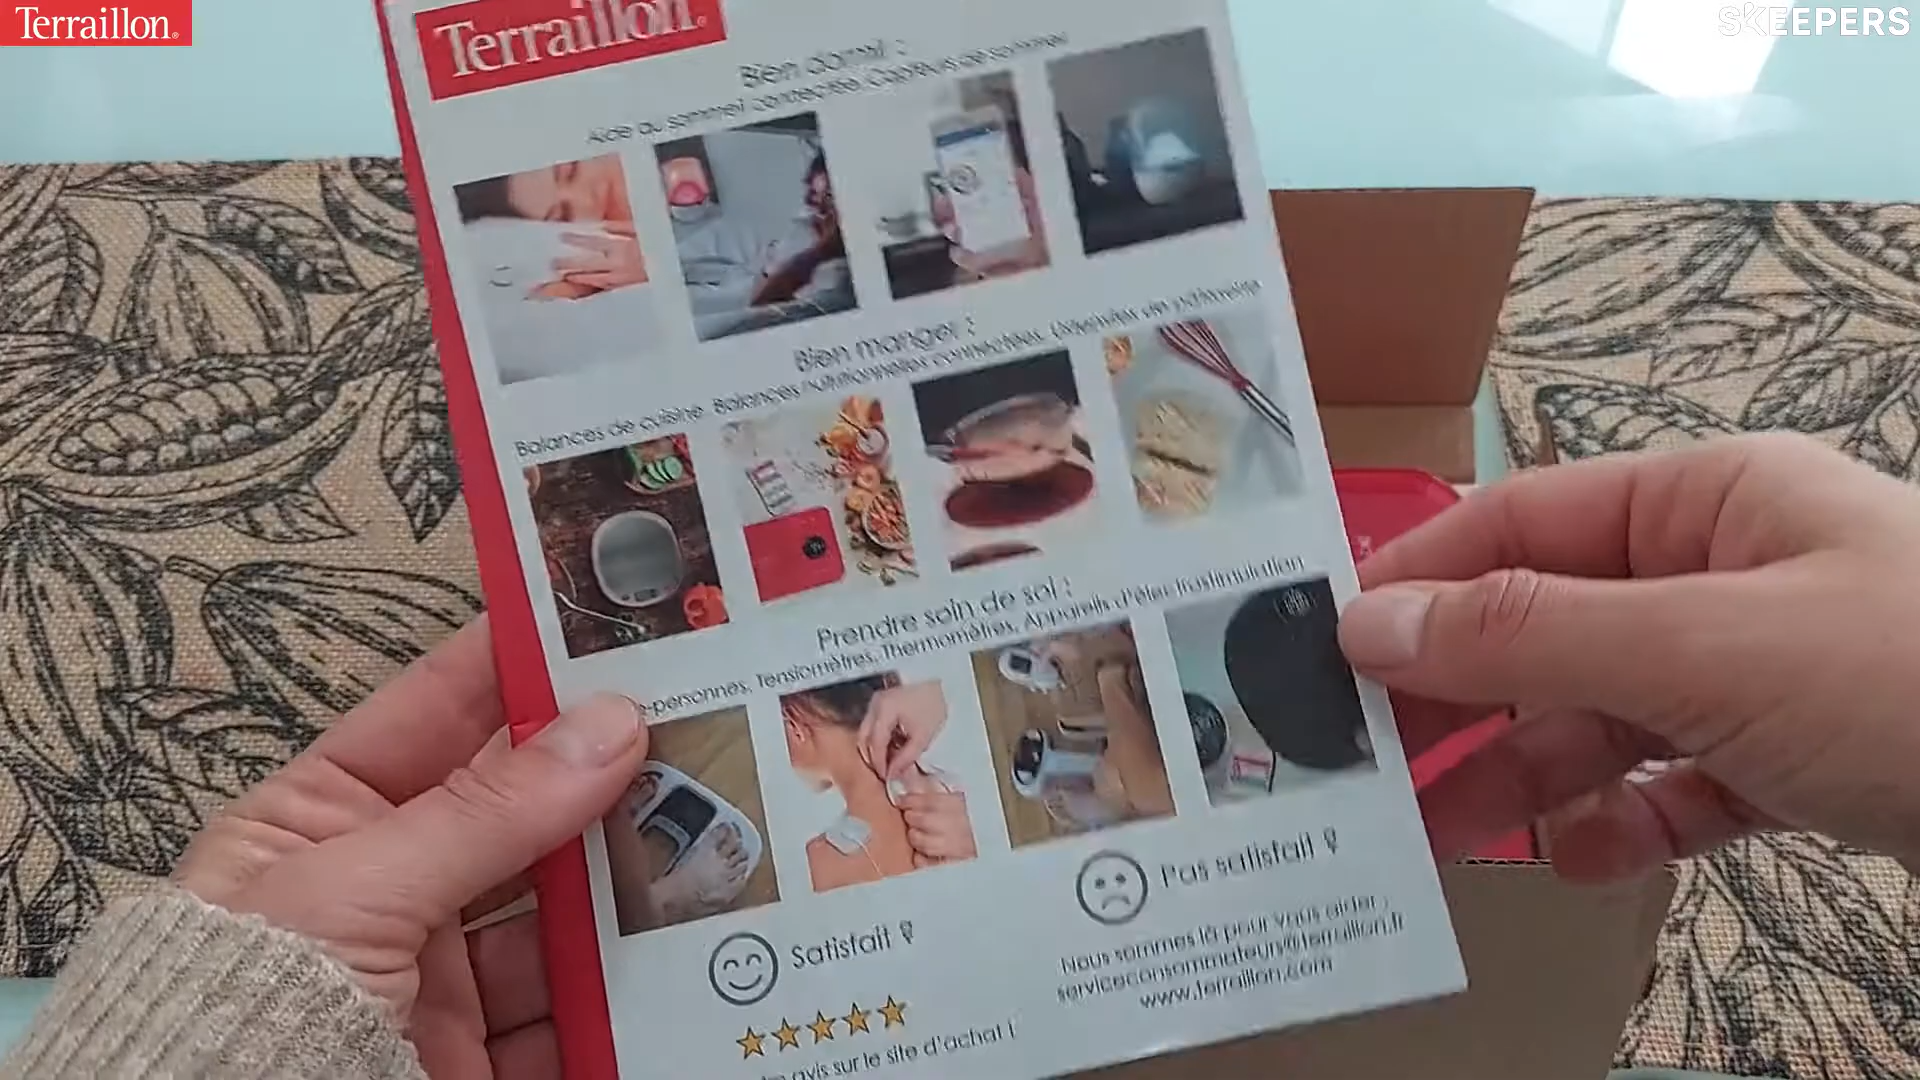 Terraillon.
SKEEPERS
Terraillon.
Bien dormir :
Aide au sommeil connectée, Capteurs de sommeil
Bien manger :
Balances de cuisine, Balances nutritionnelles connectées, Ustensiles de pâtisserie
Prendre soin de soi :
-personnes, Tensiomètres, Thermomètres, Appareils d'électrostimulation
Satisfait ?
avis sur le site d'achat !
Pas satisfait ?
Nous sommes là pour vous aider :
serviceconsommateurs@terraillon.fr
www.terraillon.com